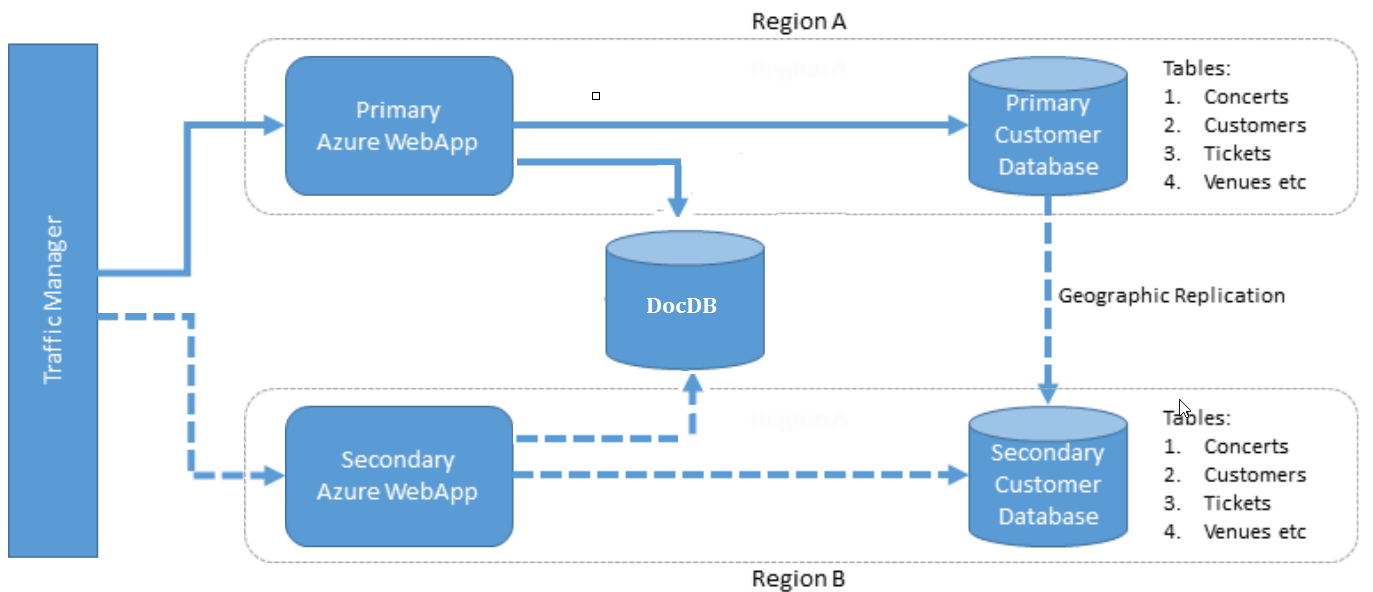 Region A
Traffic Manager
Primary
Azure WebApp
Primary
Customer
Database
Tables:
1. Concerts
2. Customers
3. Tickets
4. Venues etc
DocDB
Geographic Replication
Secondary
Azure WebApp
Secondary
Customer
Database
Tables:
1. Concerts
2. Customers
3. Tickets
4. Venues etc
Region B